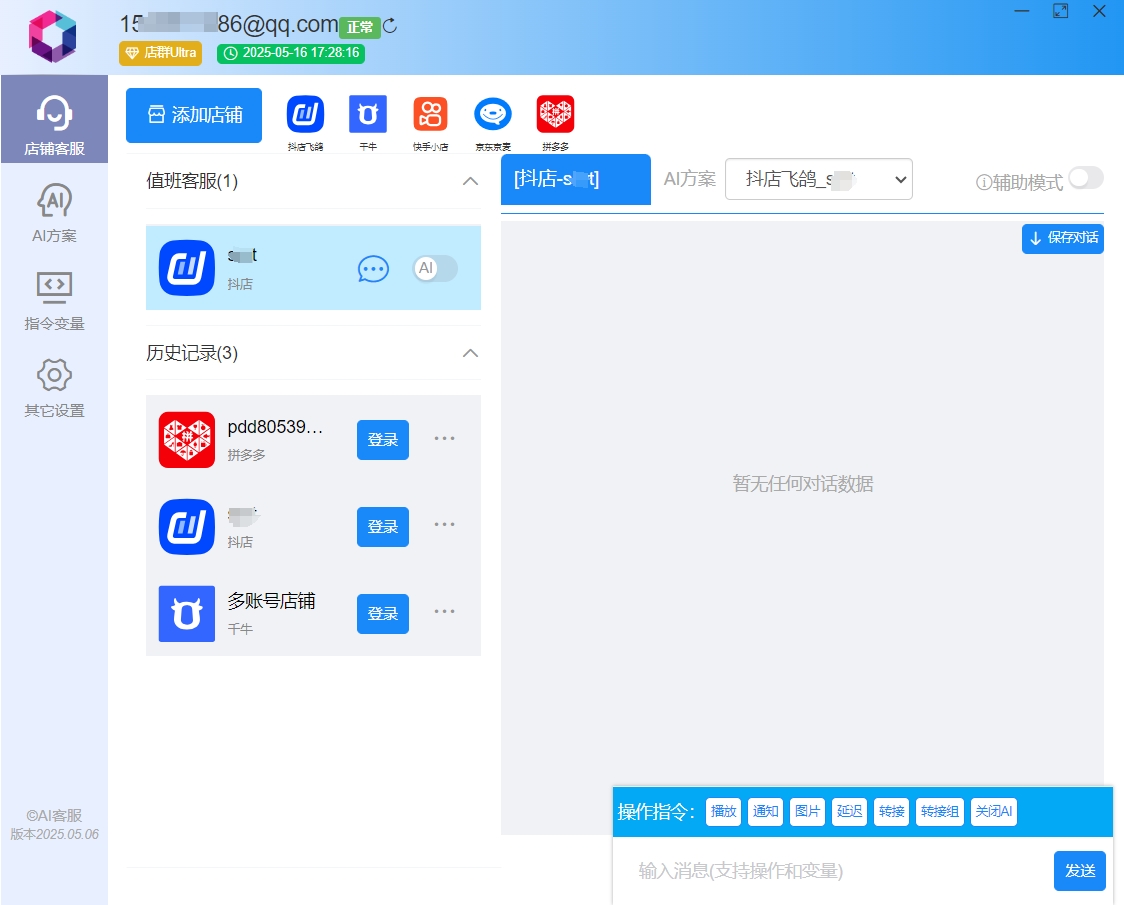 86@qq.com 正常
店群Ultra 2025-05-16 17:28:16
店铺客服
AI方案
指令变量
其它设置
©AI客服
版本2025.05.06
添加店铺
抖店飞鸽 千牛 快手小店 京东京麦 拼多多
值班客服(1)
抖店
AI
历史记录(3)
pdd80539...
拼多多
登录
抖店
登录
多账号店铺
千牛
登录
[抖店-s t] AI方案 抖店飞鸽_s 辅助模式
保存对话
暂无任何对话数据
操作指令: 播放 通知 图片 延迟 转接 转接组 关闭AI
输入消息(支持操作和变量)
发送